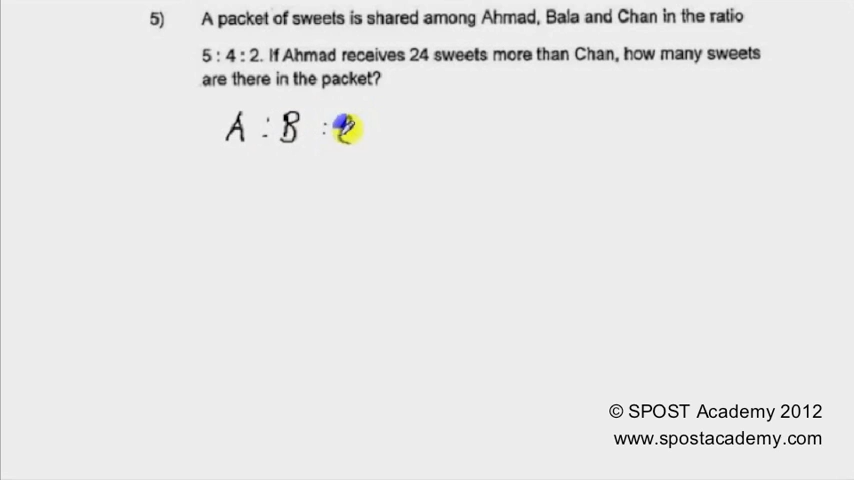 5) A packet of sweets is shared among Ahmad, Bala and Chan in the ratio
5 : 4 : 2. If Ahmad receives 24 sweets more than Chan, how many sweets
are there in the packet?
A : B :
© SPOST Academy 2012
www.spostacademy.com